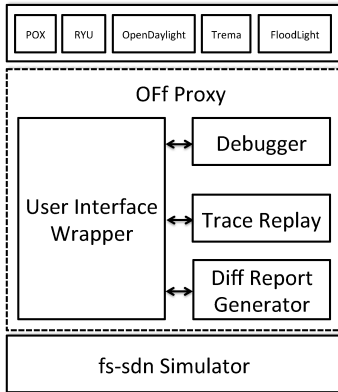 POX RYU OpenDaylight Trema FloodLight
OFf Proxy
User Interface
Wrapper
Debugger
Trace Replay
Diff Report
Generator
fs-sdn Simulator